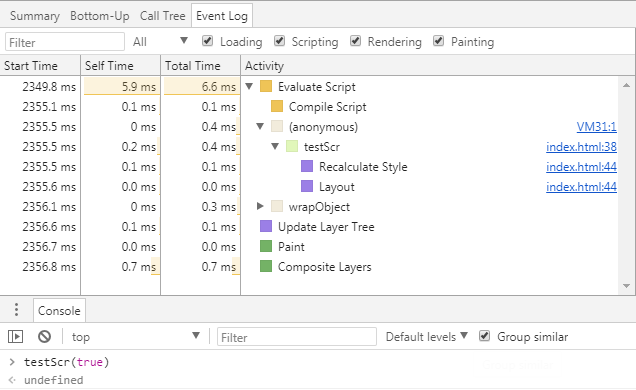 Summary Bottom-Up Call Tree Event Log
Filter All Loading Scripting Rendering Painting
Start Time Self Time Total Time Activity
2349.8 ms 5.9 ms 6.6 ms Evaluate Script
2355.1 ms 0.1 ms 0.1 ms Compile Script
2355.5 ms 0 ms 0.4 ms (anonymous) VM31:1
2355.5 ms 0.2 ms 0.4 ms testScr index.html:38
2355.5 ms 0.1 ms 0.1 ms Recalculate Style index.html:44
2355.6 ms 0.0 ms 0.0 ms Layout index.html:44
2356.1 ms 0 ms 0.3 ms wrapObject
2356.6 ms 0.1 ms 0.1 ms Update Layer Tree
2356.7 ms 0.0 ms 0.0 ms Paint
2356.8 ms 0.7 ms 0.7 ms Composite Layers
Console
top Filter Default levels Group similar
testScr(true)
undefined